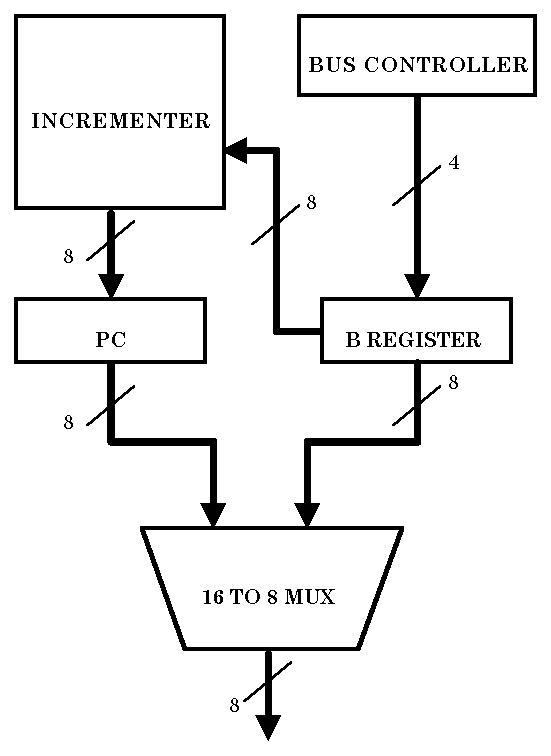 BUS CONTROLLER
INCREMENTER
4
8
8
PC
B REGISTER
8
8
16 TO 8 MUX
8